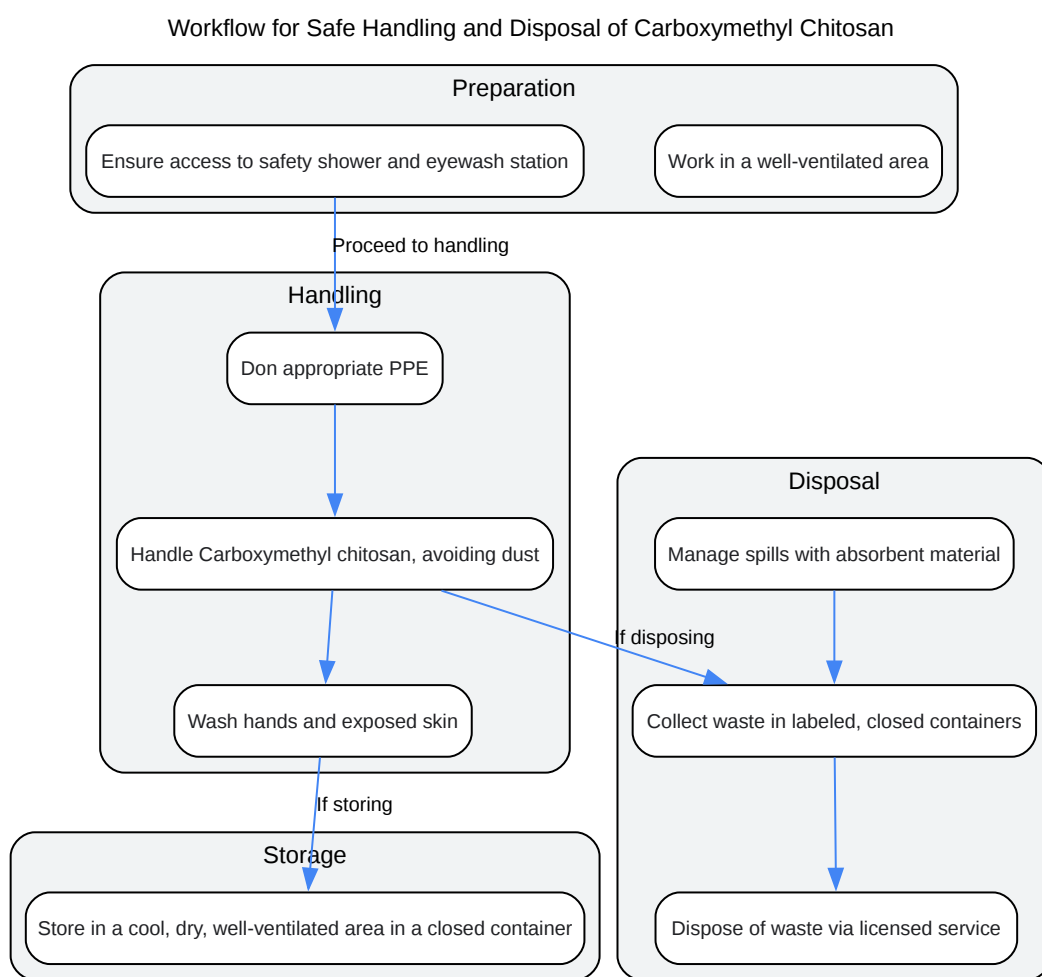 Workflow for Safe Handling and Disposal of Carboxymethyl Chitosan
Preparation
Ensure access to safety shower and eyewash station
Work in a well-ventilated area
Proceed to handling
Handling
Don appropriate PPE
Handle Carboxymethyl chitosan, avoiding dust
Wash hands and exposed skin
If storing
Storage
Store in a cool, dry, well-ventilated area in a closed container
Disposal
Manage spills with absorbent material
If disposing
Collect waste in labeled, closed containers
Dispose of waste via licensed service